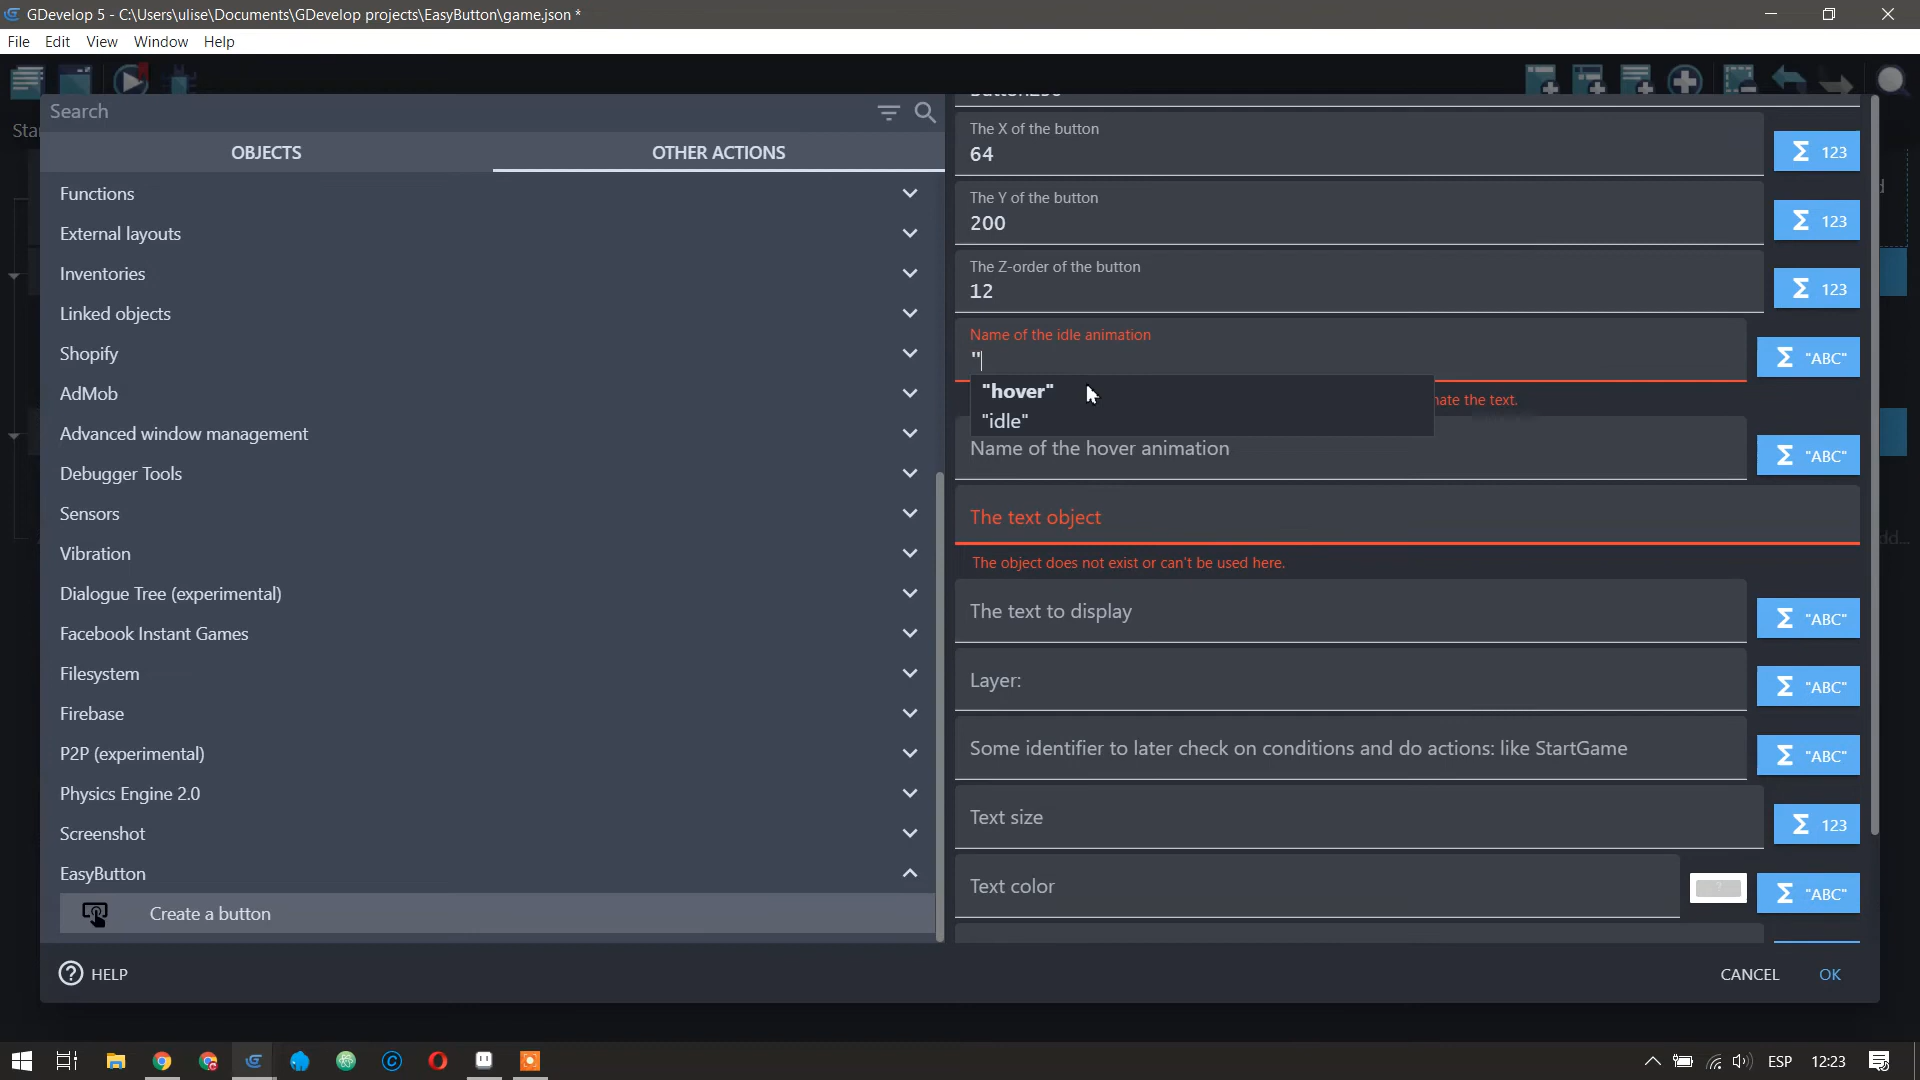 GDevelop 5 - C:\Users\ulise\Documents\GDevelop projects\EasyButton\game.json *
File Edit View Window Help
Search
OBJECTS
OTHER ACTIONS
Functions
External layouts
Inventories
Linked objects
Shopify
AdMob
Advanced window management
Debugger Tools
Sensors
Vibration
Dialogue Tree (experimental)
Facebook Instant Games
Filesystem
Firebase
P2P (experimental)
Physics Engine 2.0
Screenshot
EasyButton
Create a button
HELP
The X of the button
64
Σ 123
The Y of the button
200
Σ 123
The Z-order of the button
12
Σ 123
Name of the idle animation
"
Σ "ABC"
"hover"
"idle"
the text.
Name of the hover animation
Σ "ABC"
The text object
The object does not exist or can't be used here.
The text to display
Σ "ABC"
Layer:
Σ "ABC"
Some identifier to later check on conditions and do actions: like StartGame
Σ "ABC"
Text size
Σ 123
Text color
Σ "ABC"
CANCEL
OK
ESP
12:23